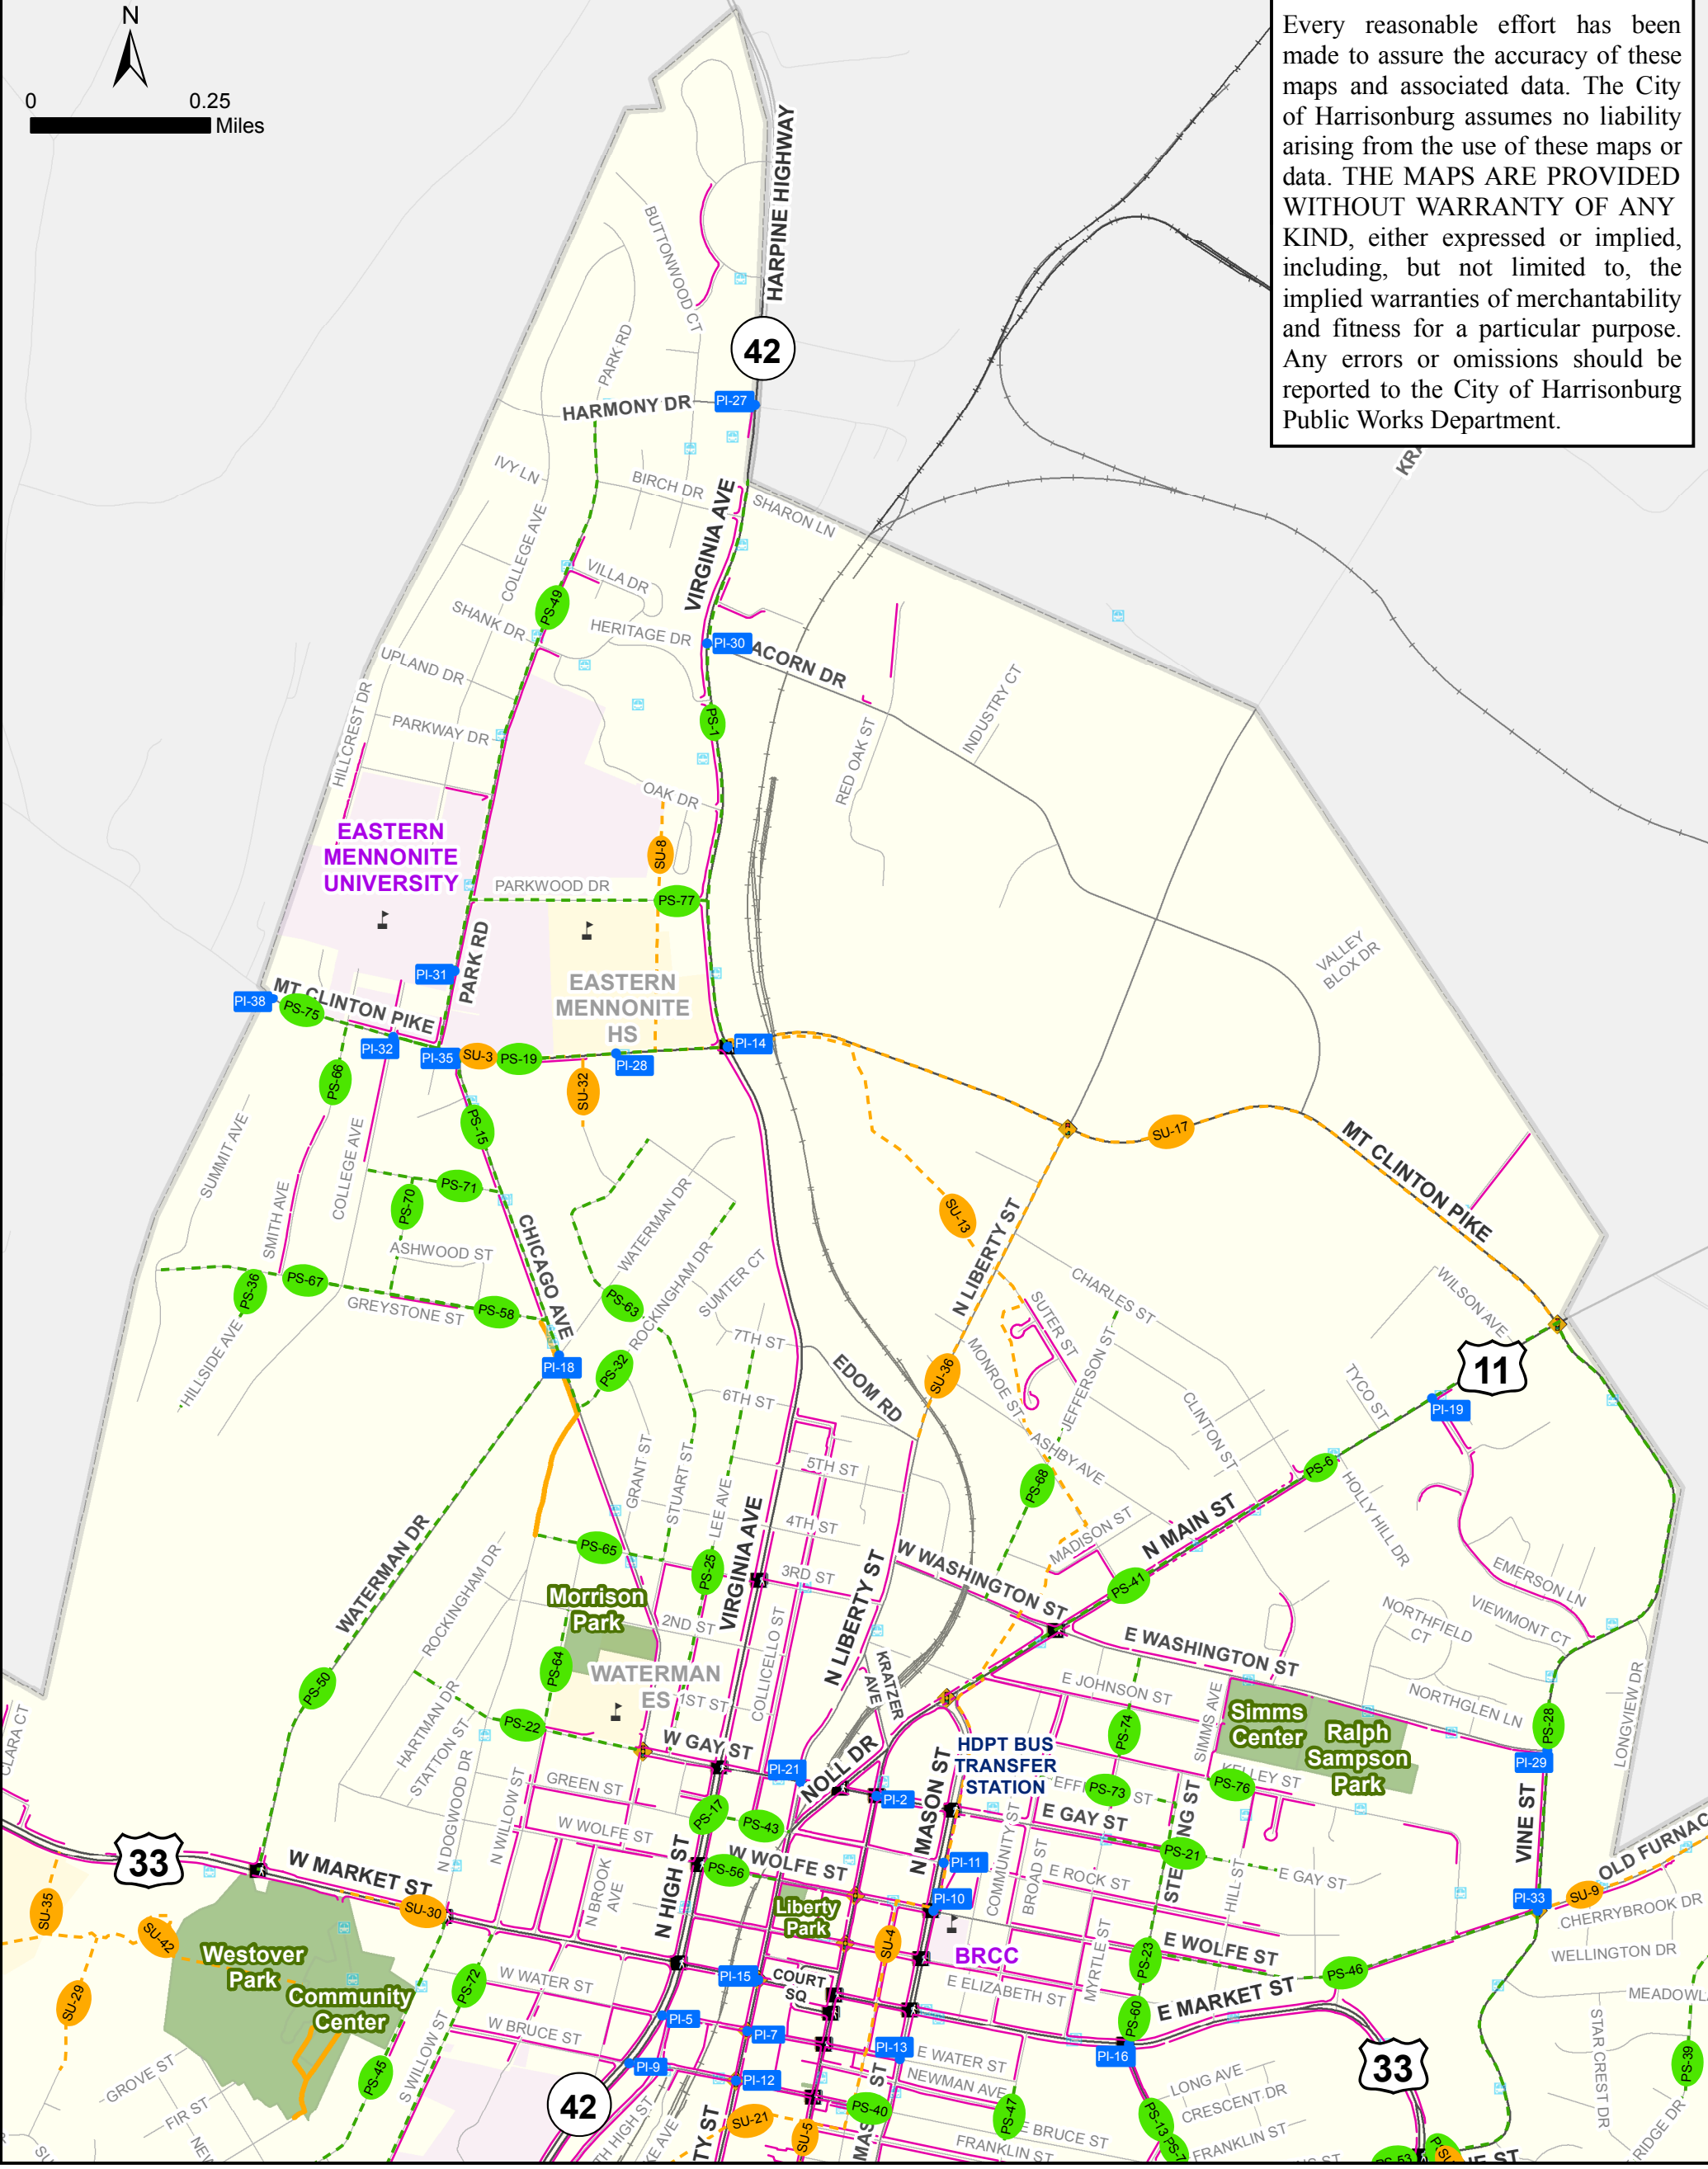 N
0 0.25
Miles
Every reasonable effort has been
made to assure the accuracy of these
maps and associated data. The City
of Harrisonburg assumes no liability
arising from the use of these maps or
data. THE MAPS ARE PROVIDED
WITHOUT WARRANTY OF ANY
KIND, either expressed or implied,
including, but not limited to, the
implied warranties of merchantability
and fitness for a particular purpose.
Any errors or omissions should be
reported to the City of Harrisonburg
Public Works Department.
HARPINE HIGHWAY
BUTTONWOOD CT
42
PARK RD
HARMONY DR
PI-27
IVY LN
BIRCH DR
SHARON LN
VIRGINIA AVE
COLLEGE AVE
VILLA DR
PS-49
SHANK DR
HERITAGE DR
PI-30
ACORN DR
UPLAND DR
HILLCREST DR
PARKWAY DR
PS-1
RED OAK ST
INDUSTRY CT
OAK DR
EASTERN
MENNONITE
UNIVERSITY
SU-8
PARKWOOD DR
PS-77
PARK RD
PI-31
VALLEY
BLOX DR
EASTERN
MENNONITE
HS
PI-38
MT CLINTON PIKE
PS-75
PI-32
PI-35
SU-3
PS-19
PI-28
PI-14
PS-66
SU-32
PS-15
SU-17
MT CLINTON PIKE
SUMMIT AVE
COLLEGE AVE
SMITH AVE
PS-71
PS-70
SU-13
N LIBERTY ST
CHICAGO AVE
WATERMAN DR
ROCKINGHAM DR
SUMTER CT
ASHWOOD ST
PS-36
PS-67
PS-58
GREYSTONE ST
HILLSIDE AVE
PS-63
CHARLES ST
SUTER ST
WILSON AVE
11
7TH ST
PI-18
PS-32
EDOM RD
SU-36
MONROE ST
JEFFERSON ST
TYCO ST
PI-19
6TH ST
CLINTON ST
ASHBY AVE
GRANT ST
STUART ST
5TH ST
PS-68
PS-6
HOLLY HILL DR
LEE AVE
4TH ST
VIRGINIA AVE
N MAIN ST
MADISON ST
WATERMAN DR
ROCKINGHAM DR
PS-65
PS-25
3RD ST
W WASHINGTON ST
PS-41
EMERSON LN
Morrison
Park
2ND ST
COLLICELLO ST
N LIBERTY ST
VIEWMONT CT
NORTHFIELD
CT
E WASHINGTON ST
PS-50
PS-64
WATERMAN
ES
1ST ST
KRATZER
AVE
E JOHNSON ST
SIMMS AVE
NORTHGLEN LN
LONGVIEW DR
Simms
Center
Ralph
Sampson
Park
PS-28
CLARA CT
HARTMAN DR
STATTON ST
PS-22
W GAY ST
NOLL DR
HDPT BUS
TRANSFER
STATION
PS-74
PI-29
PI-21
PI-2
PS-73
KELLEY ST
PS-76
GREEN ST
N DOGWOOD DR
N WILLOW ST
PS-17
PS-43
N MASON ST
E GAY ST
VINE ST
33
W MARKET ST
W WOLFE ST
W WOLFE ST
PS-56
PI-11
COMMUNITY ST
BROAD ST
E ROCK ST
PS-21
E GAY ST
HILL ST
OLD FURNAC
SU-35
SU-30
N BROOK
AVE
N HIGH ST
Liberty
Park
PI-10
PI-33
SU-9
CHERRYBROOK DR
SU-42
Westover
Park
SU-4
BRCC
PS-23
E WOLFE ST
WELLINGTON DR
PS-46
SU-29
Community
Center
PS-72
W WATER ST
PI-15
COURT
SQ
E ELIZABETH ST
MYRTLE ST
E MARKET ST
PS-60
PI-5
PI-7
W BRUCE ST
PI-13
PI-16
E WATER ST
33
STAR CREST DR
PS-39
GROVE ST
FIR ST
PS-45
S WILLOW ST
PI-9
PI-12
NEWMAN AVE
LONG AVE
CRESCENT DR
42
SU-21
SU-5
PS-40
PS-47
E BRUCE ST
PS-13
FRANKLIN ST
FRANKLIN ST